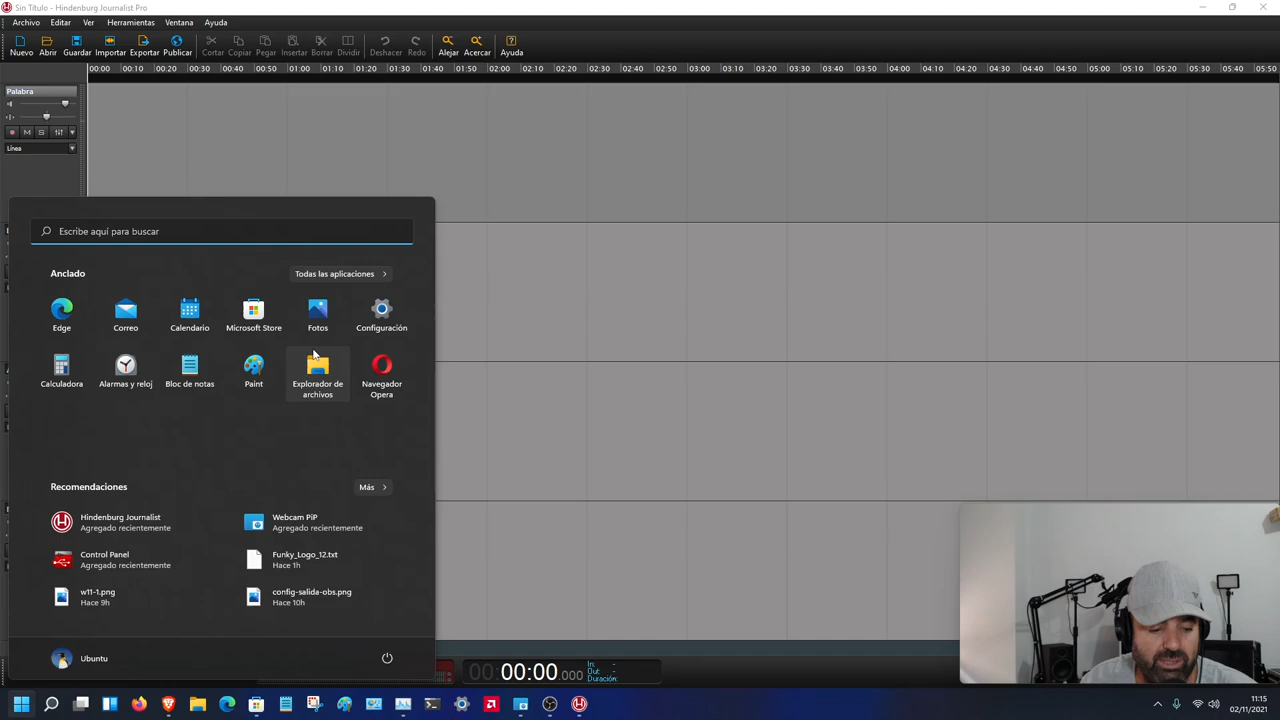 Sin Título - Hindenburg Journalist Pro
Archivo Editar Ver Herramientas Ventana Ayuda
Nuevo Abrir Guardar Importar Exportar Publicar Cortar Copiar Pegar Insertar Borrar Dividir Deshacer Redo Alejar Acercar Ayuda
00:00 00:10 00:20 00:30 00:40 00:50 01:00 01:10 01:20 01:30 01:40 01:50 02:00 02:10 02:20 02:30 02:40 02:50 03:00 03:10 03:20 03:30 03:40 03:50 04:00 04:10 04:20 04:30 04:40 04:50 05:00 05:10 05:20 05:30 05:40 05:50
Palabra
M S
Línea
Escribe aquí para buscar
Anclado
Todas las aplicaciones >
Edge Correo Calendario Microsoft Store Fotos Configuración
Calculadora Alarmas y reloj Bloc de notas Paint Explorador de archivos Navegador Opera
Recomendaciones
Más >
Hindenburg Journalist
Agregado recientemente
Webcam PiP
Agregado recientemente
Control Panel
Agregado recientemente
Funky_Logo_12.txt
Hace 1h
w11-1.png
Hace 9h
config-salida-obs.png
Hace 10h
Ubuntu
00:00:00.000
In: -
Out: -
Duración: -
11:15
02/11/2021